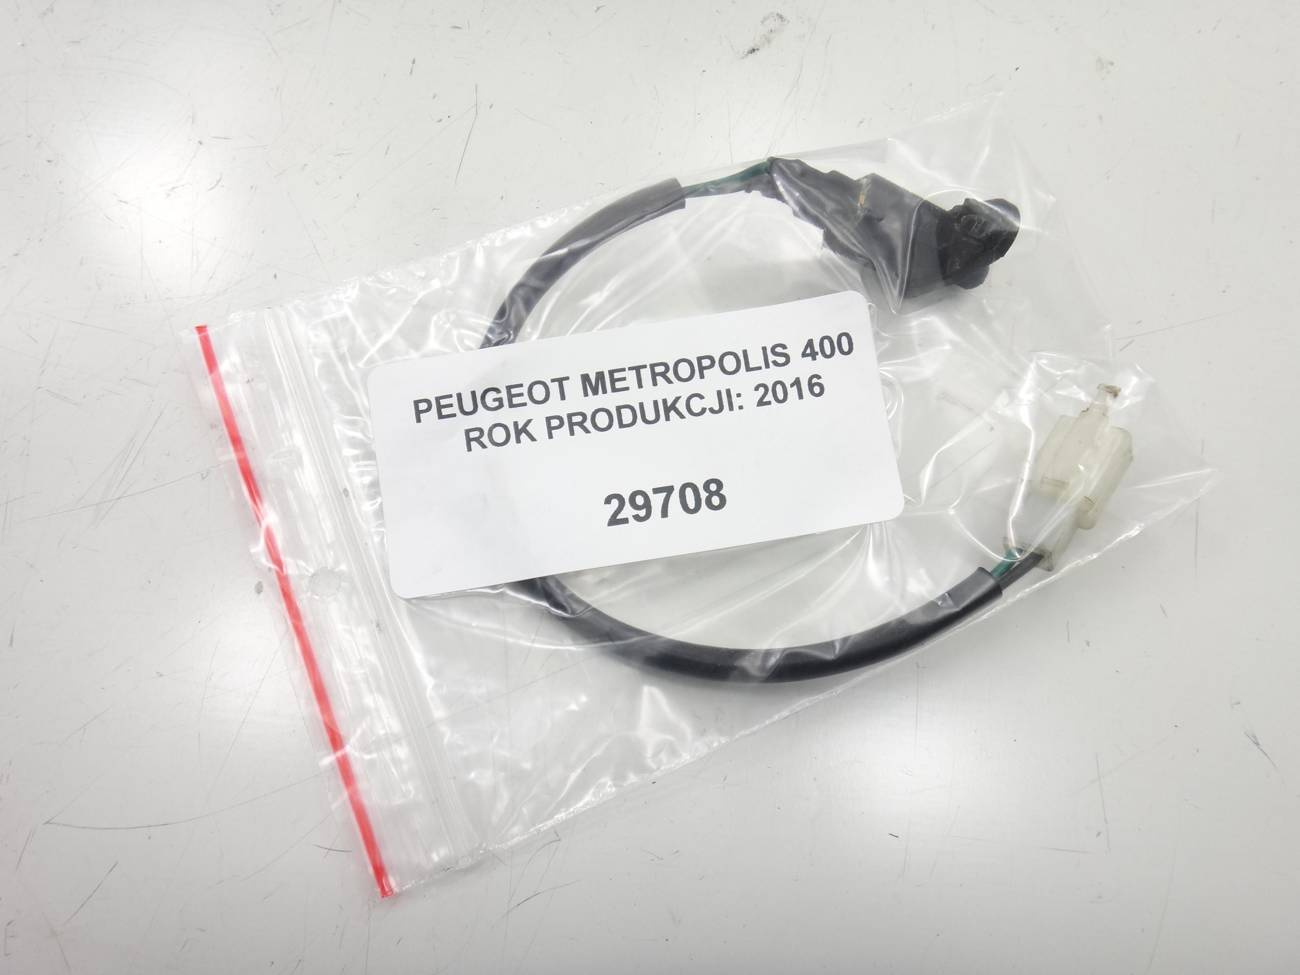 PEUGEOT METROPOLIS 400
ROK PRODUKCJI: 2016
29708